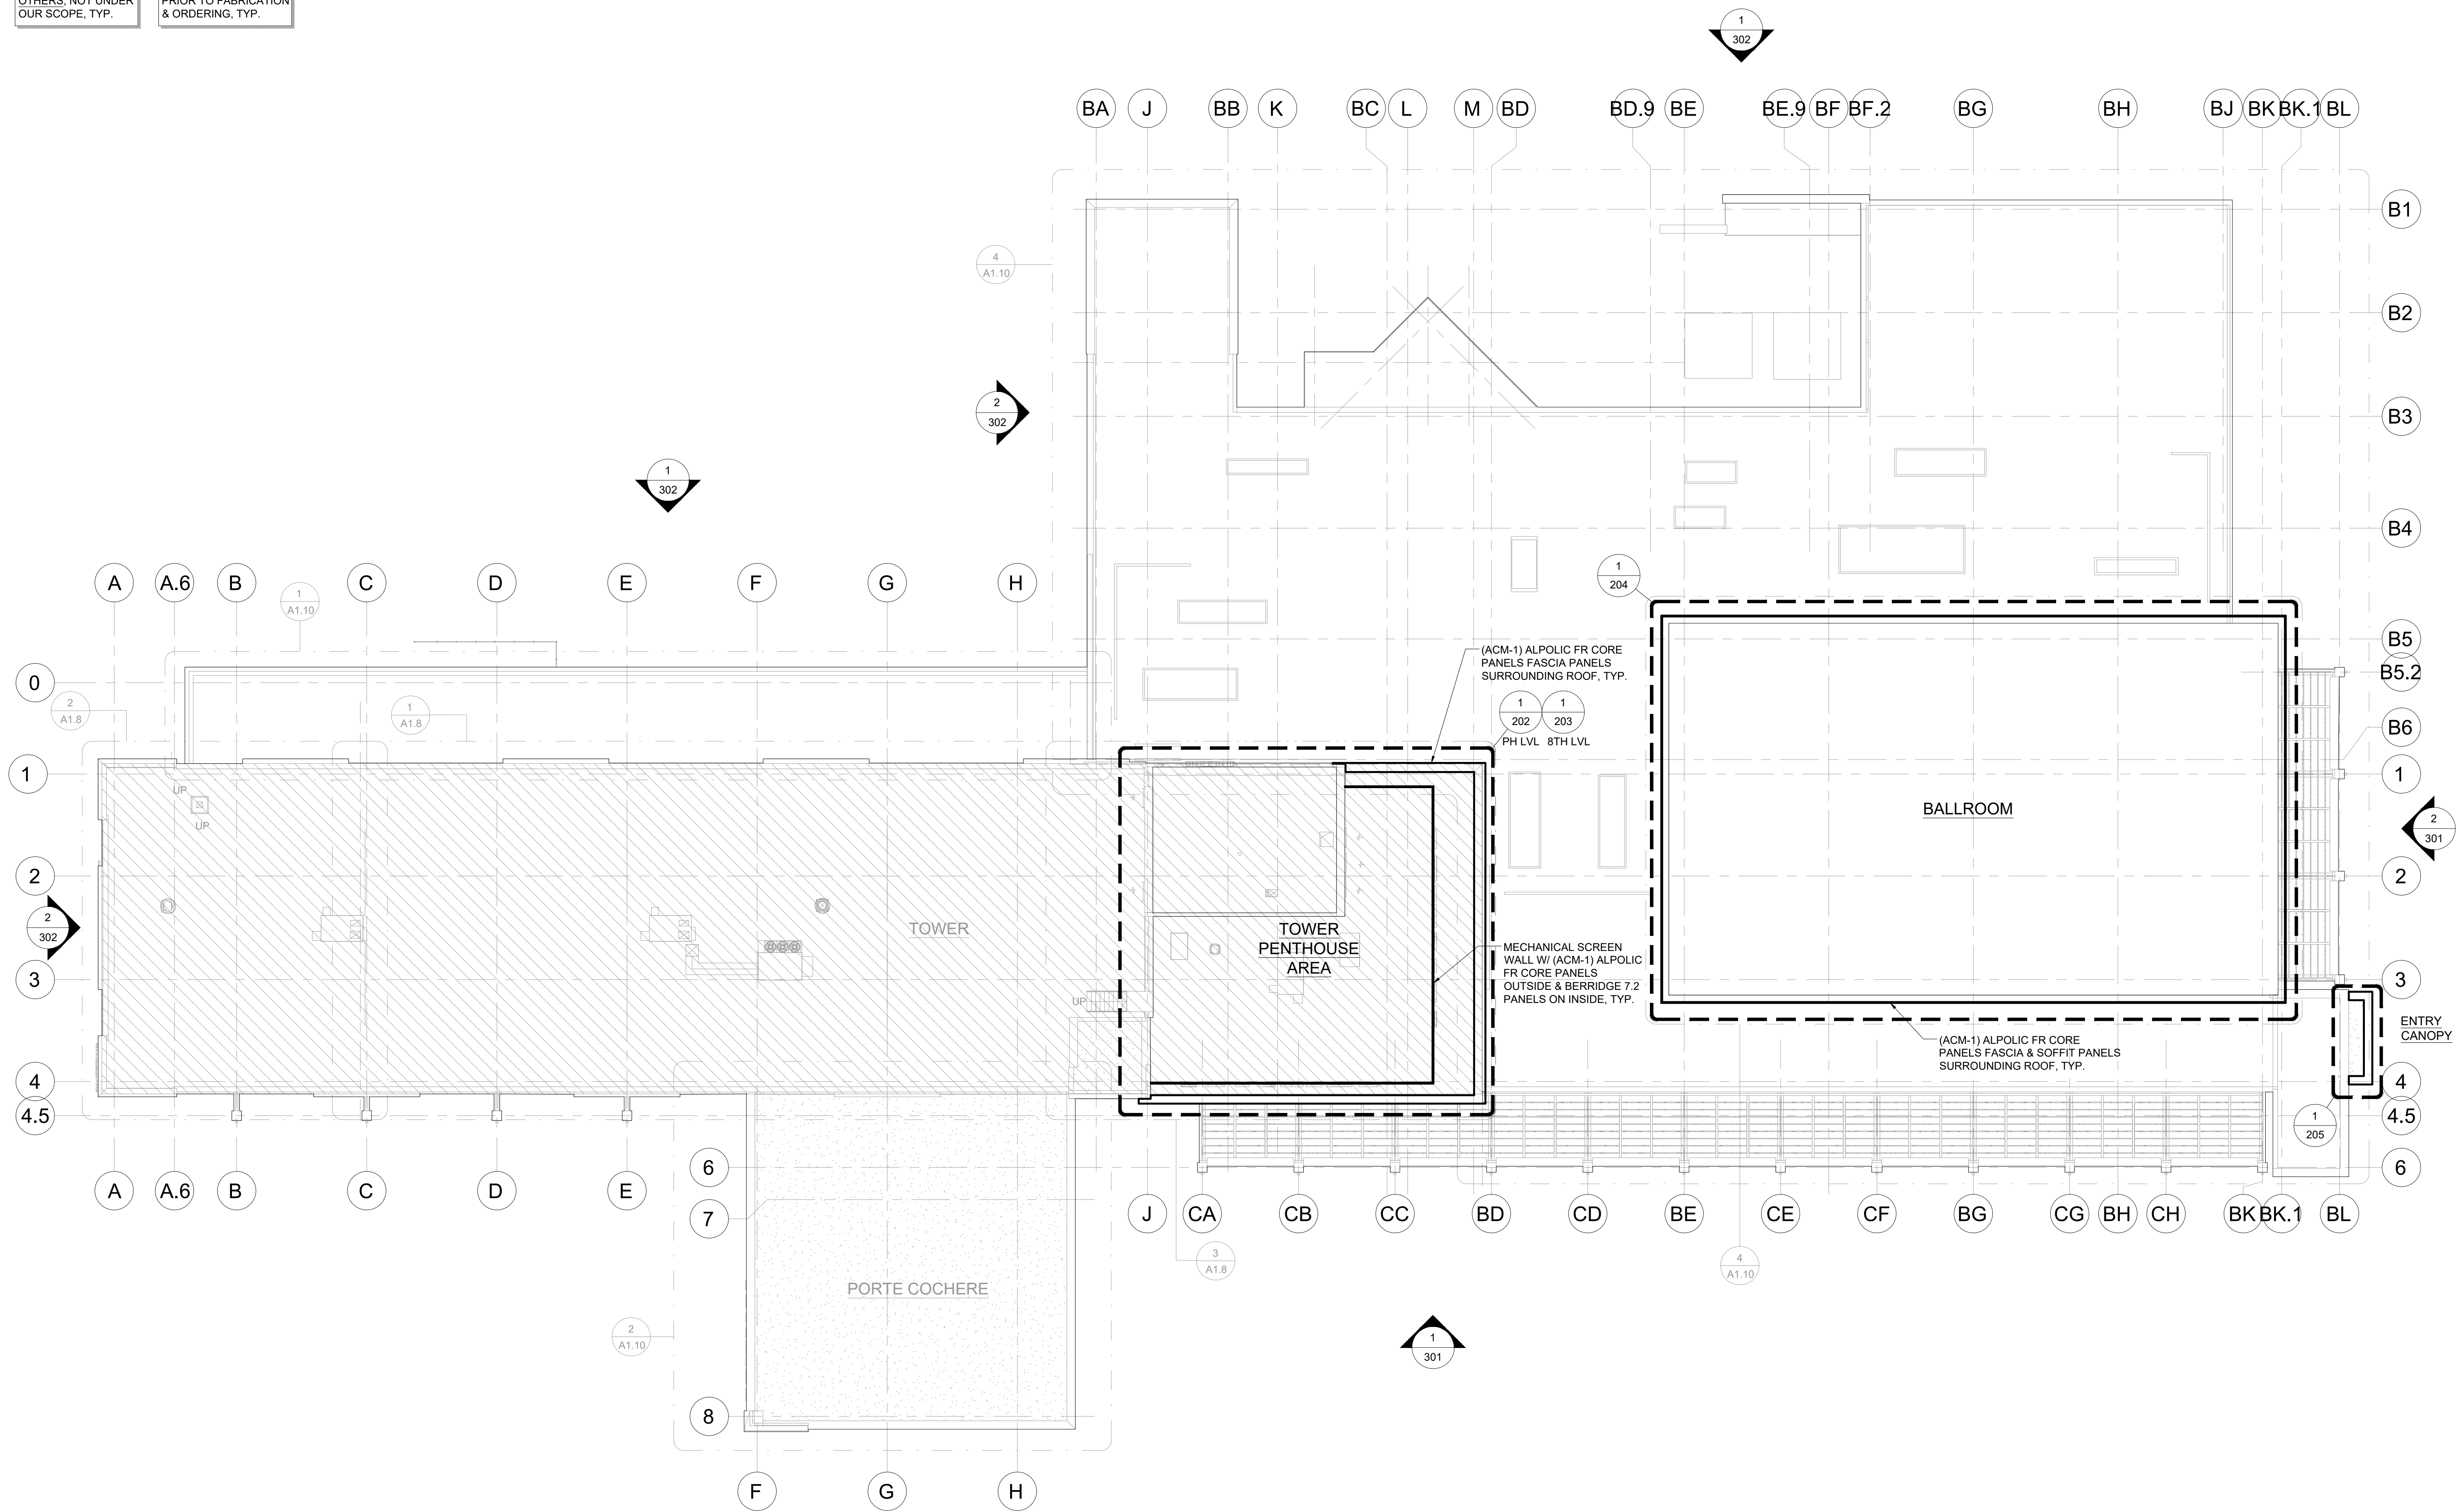 OTHERS, NOT UNDER
OUR SCOPE, TYP.
PRIOR TO FABRICATION
& ORDERING, TYP.
1
302
BA
J
BB
K
BC
L
M
BD
BD.9
BE
BE.9
BF
BF.2
BG
BH
BJ
BK
BK.1
BL
B1
4
A1.10
B2
2
302
B3
1
302
B4
A
A.6
B
C
D
E
F
G
H
1
A1.10
1
204
B5
B5.2
0
2
A1.8
1
A1.8
(ACM-1) ALPOLIC FR CORE
PANELS FASCIA PANELS
SURROUNDING ROOF, TYP.
1
202
1
203
PH LVL
8TH LVL
B6
1
1
UP
UP
BALLROOM
2
301
2
2
2
302
TOWER
TOWER
PENTHOUSE
AREA
MECHANICAL SCREEN
WALL W/ (ACM-1) ALPOLIC
FR CORE PANELS
OUTSIDE & BERRIDGE 7.2
PANELS ON INSIDE, TYP.
3
3
UP
ENTRY
CANOPY
(ACM-1) ALPOLIC FR CORE
PANELS FASCIA & SOFFIT PANELS
SURROUNDING ROOF, TYP.
4
4
4.5
4.5
1
205
6
6
A
A.6
B
C
D
E
7
J
CA
CB
CC
BD
CD
BE
CE
CF
BG
CG
BH
CH
BK
BK.1
BL
3
A1.8
4
A1.10
PORTE COCHERE
2
A1.10
1
301
8
F
G
H